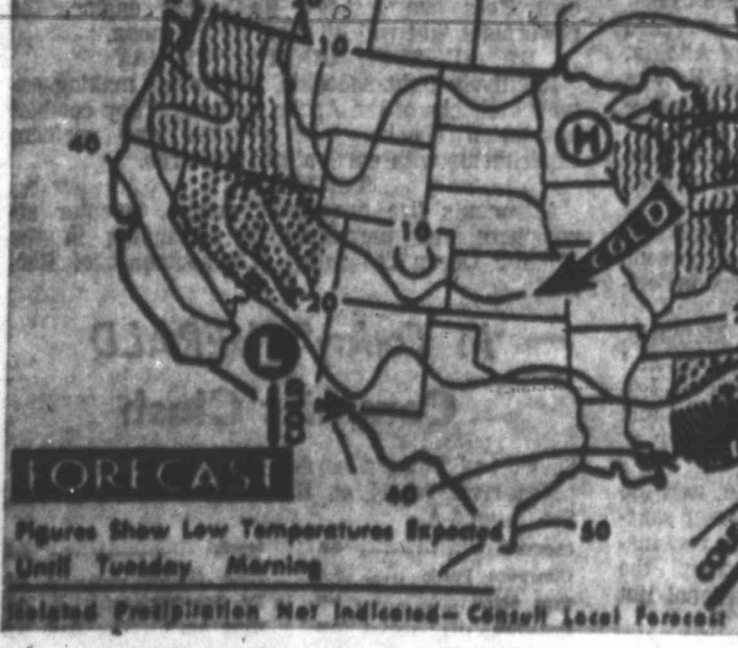 10
40
H
10
COLD
20
L
COLD
FORECAST
40
Figures Show Low Temperatures Expected
50
Until Tuesday Morning
COLD
Isolated Precipitation Not Indicated— Consult Local Forecast